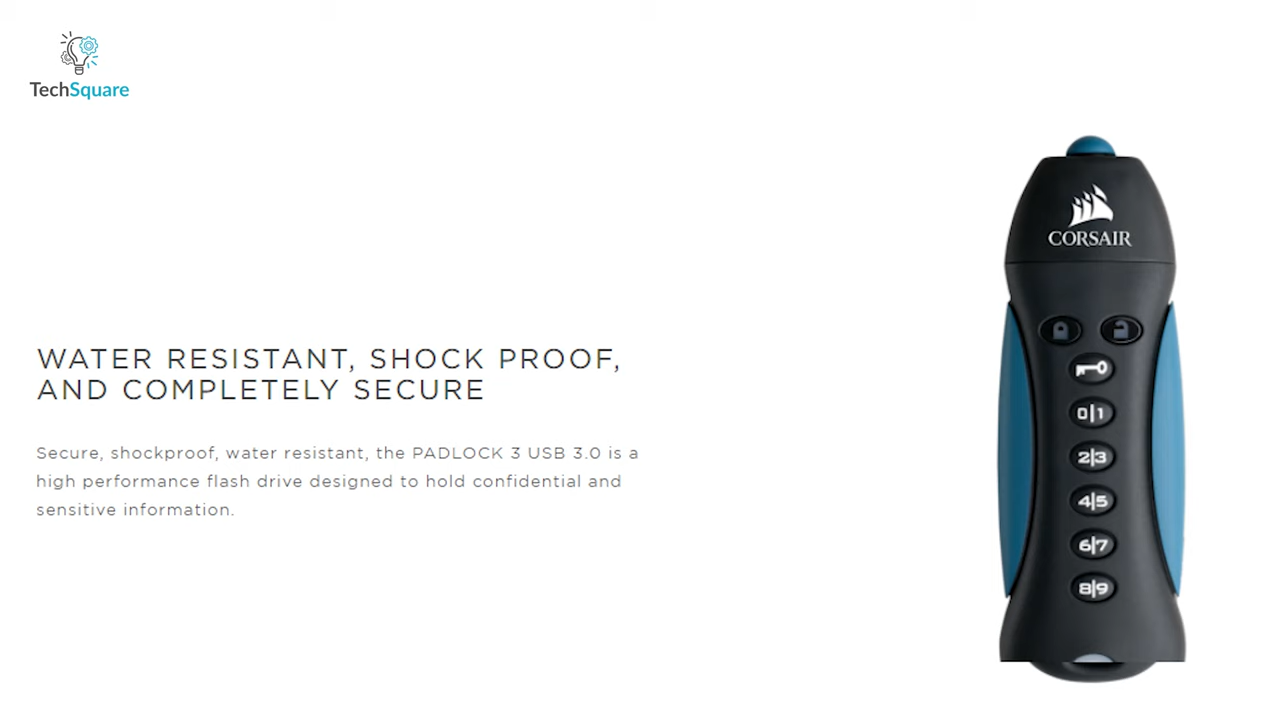 TechSquare
CORSAIR
WATER RESISTANT, SHOCK PROOF,
AND COMPLETELY SECURE
Secure, shockproof, water resistant, the PADLOCK 3 USB 3.0 is a
high performance flash drive designed to hold confidential and
sensitive information.
0|1
2|3
4|5
6|7
8|9